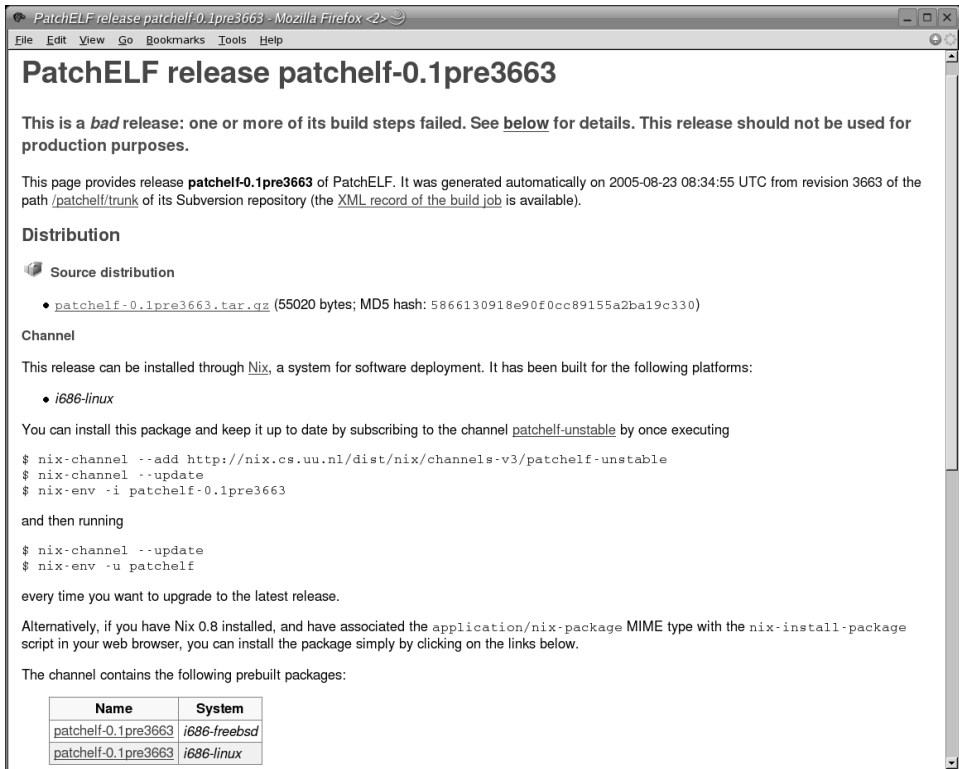 PatchELF release patchelf-0.1pre3663 - Mozilla Firefox <2>
File Edit View Go Bookmarks Tools Help
PatchELF release patchelf-0.1pre3663
This is a bad release: one or more of its build steps failed. See below for details. This release should not be used for
production purposes.
This page provides release patchelf-0.1pre3663 of PatchELF. It was generated automatically on 2005-08-23 08:34:55 UTC from revision 3663 of the
path /patchelf/trunk of its Subversion repository (the XML record of the build job is available).
Distribution
Source distribution
• patchelf-0.1pre3663.tar.gz (55020 bytes; MD5 hash: 5866130918e90f0cc89155a2ba19c330)
Channel
This release can be installed through Nix, a system for software deployment. It has been built for the following platforms:
• i686-linux
You can install this package and keep it up to date by subscribing to the channel patchelf-unstable by once executing
$ nix-channel --add http://nix.cs.uu.nl/dist/nix/channels-v3/patchelf-unstable
$ nix-channel --update
$ nix-env -i patchelf-0.1pre3663
and then running
$ nix-channel --update
$ nix-env -u patchelf
every time you want to upgrade to the latest release.
Alternatively, if you have Nix 0.8 installed, and have associated the application/nix-package MIME type with the nix-install-package
script in your web browser, you can install the package simply by clicking on the links below.
The channel contains the following prebuilt packages:
Name System
patchelf-0.1pre3663 i686-freebsd
patchelf-0.1pre3663 i686-linux